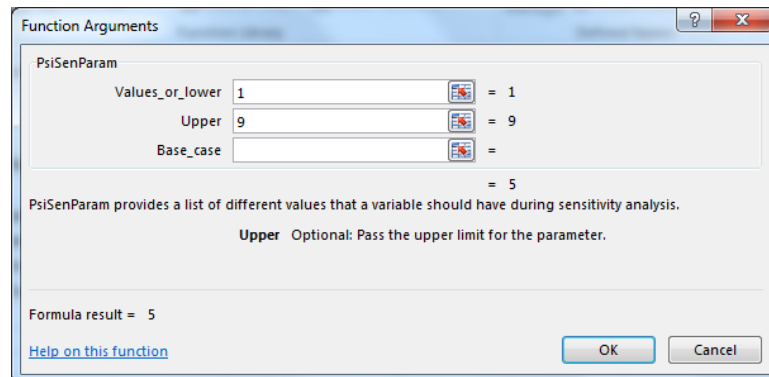 Function Arguments
?
PsiSenParam
Values_or_lower 1 = 1
Upper 9 = 9
Base_case =
= 5
PsiSenParam provides a list of different values that a variable should have during sensitivity analysis.
Upper Optional: Pass the upper limit for the parameter.
Formula result = 5
Help on this function OK Cancel